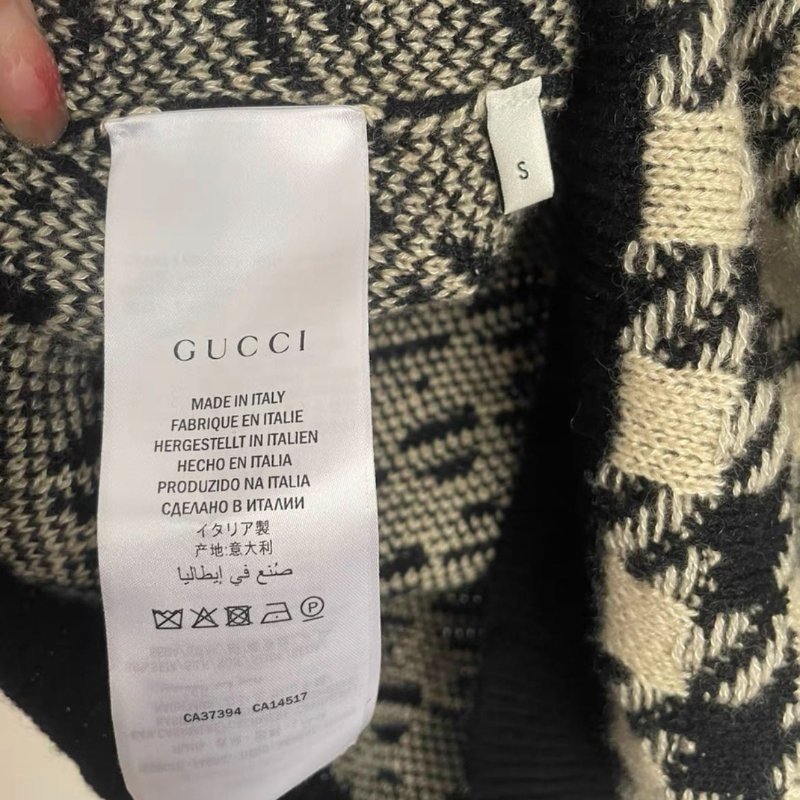 S
GUCCI
MADE IN ITALY
FABRIQUE EN ITALIE
HERGESTELLT IN ITALIEN
HECHO EN ITALIA
PRODUZIDO NA ITALIA
СДЕЛАНО В ИТАЛИИ
イタリア製
产地:意大利
صُنع في إيطاليا
P
CA37394 CA14517